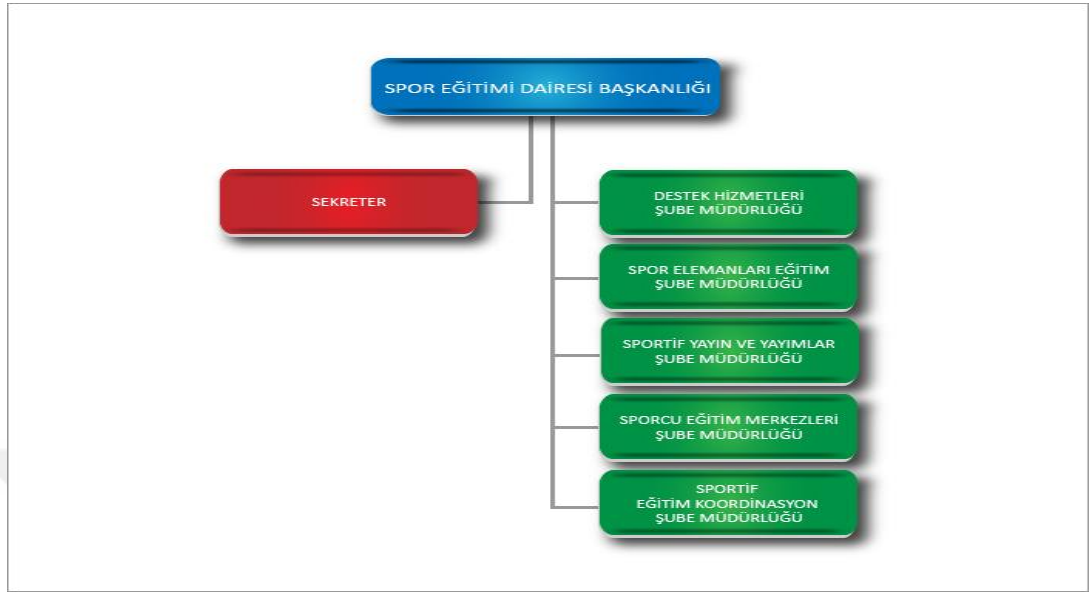 SPOR EĞİTİMİ DAİRESİ BAŞKANLIĞI
SEKRETER
DESTEK HİZMETLERİ
ŞUBE MÜDÜRLÜĞÜ
SPOR ELEMANLARI EĞİTİM
ŞUBE MÜDÜRLÜĞÜ
SPORTİF YAYIN VE YAYIMLAR
ŞUBE MÜDÜRLÜĞÜ
SPORCU EĞİTİM MERKEZLERİ
ŞUBE MÜDÜRLÜĞÜ
SPORTİF
EĞİTİM KOORDİNASYON
ŞUBE MÜDÜRLÜĞÜ